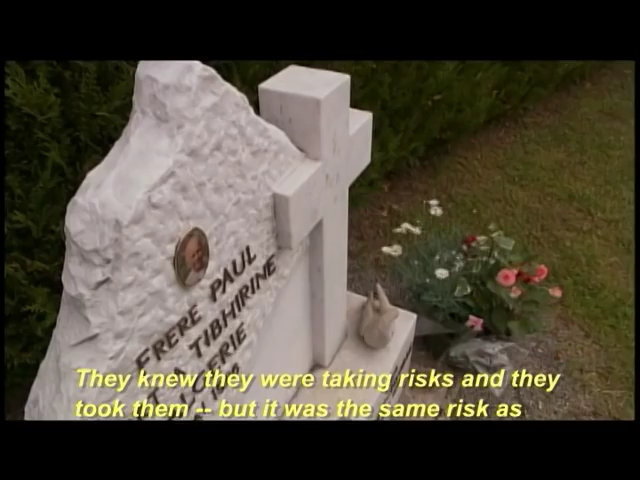 FRERE PAUL
TIBHIRINE
They knew they were taking risks and they
took them -- but it was the same risk as